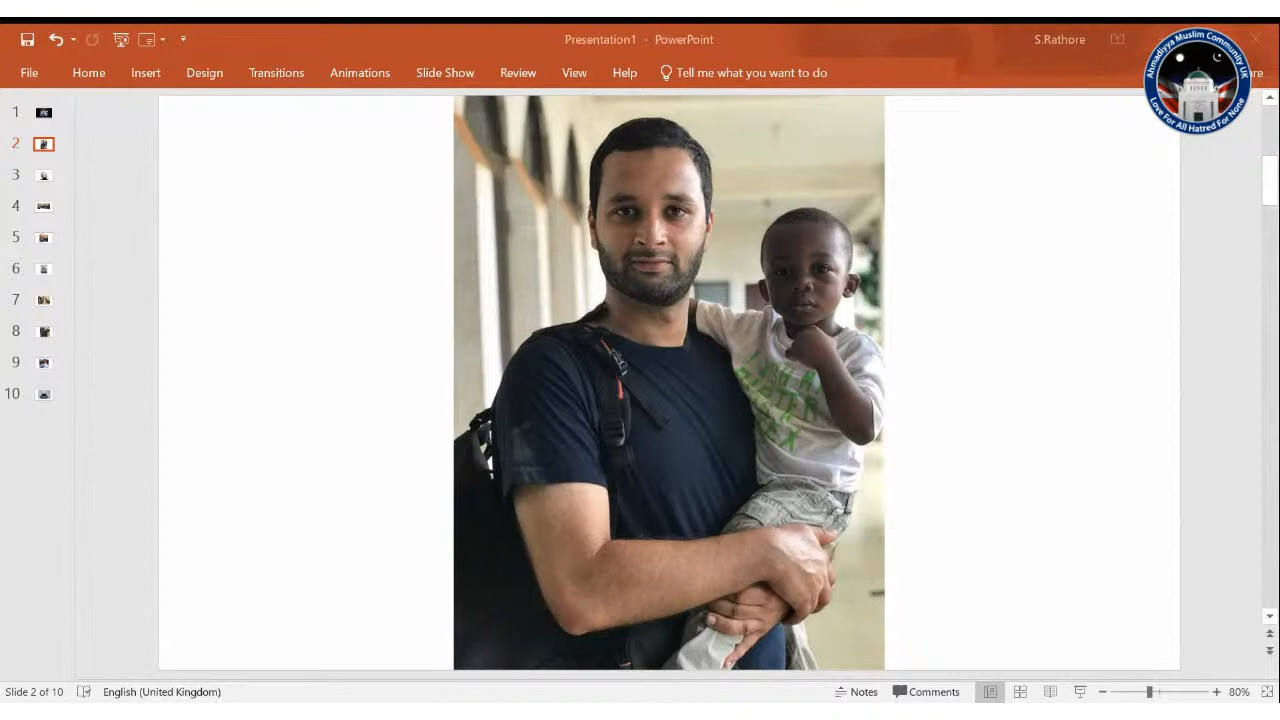 Presentation1 - PowerPoint
S.Rathore
File Home Insert Design Transitions Animations Slide Show Review View Help Tell me what you want to do
Ahmadiyya Muslim Community UK
Love For All Hatred For None
1
2
3
4
5
6
7
8
9
10
Slide 2 of 10 English (United Kingdom) Notes Comments 80%